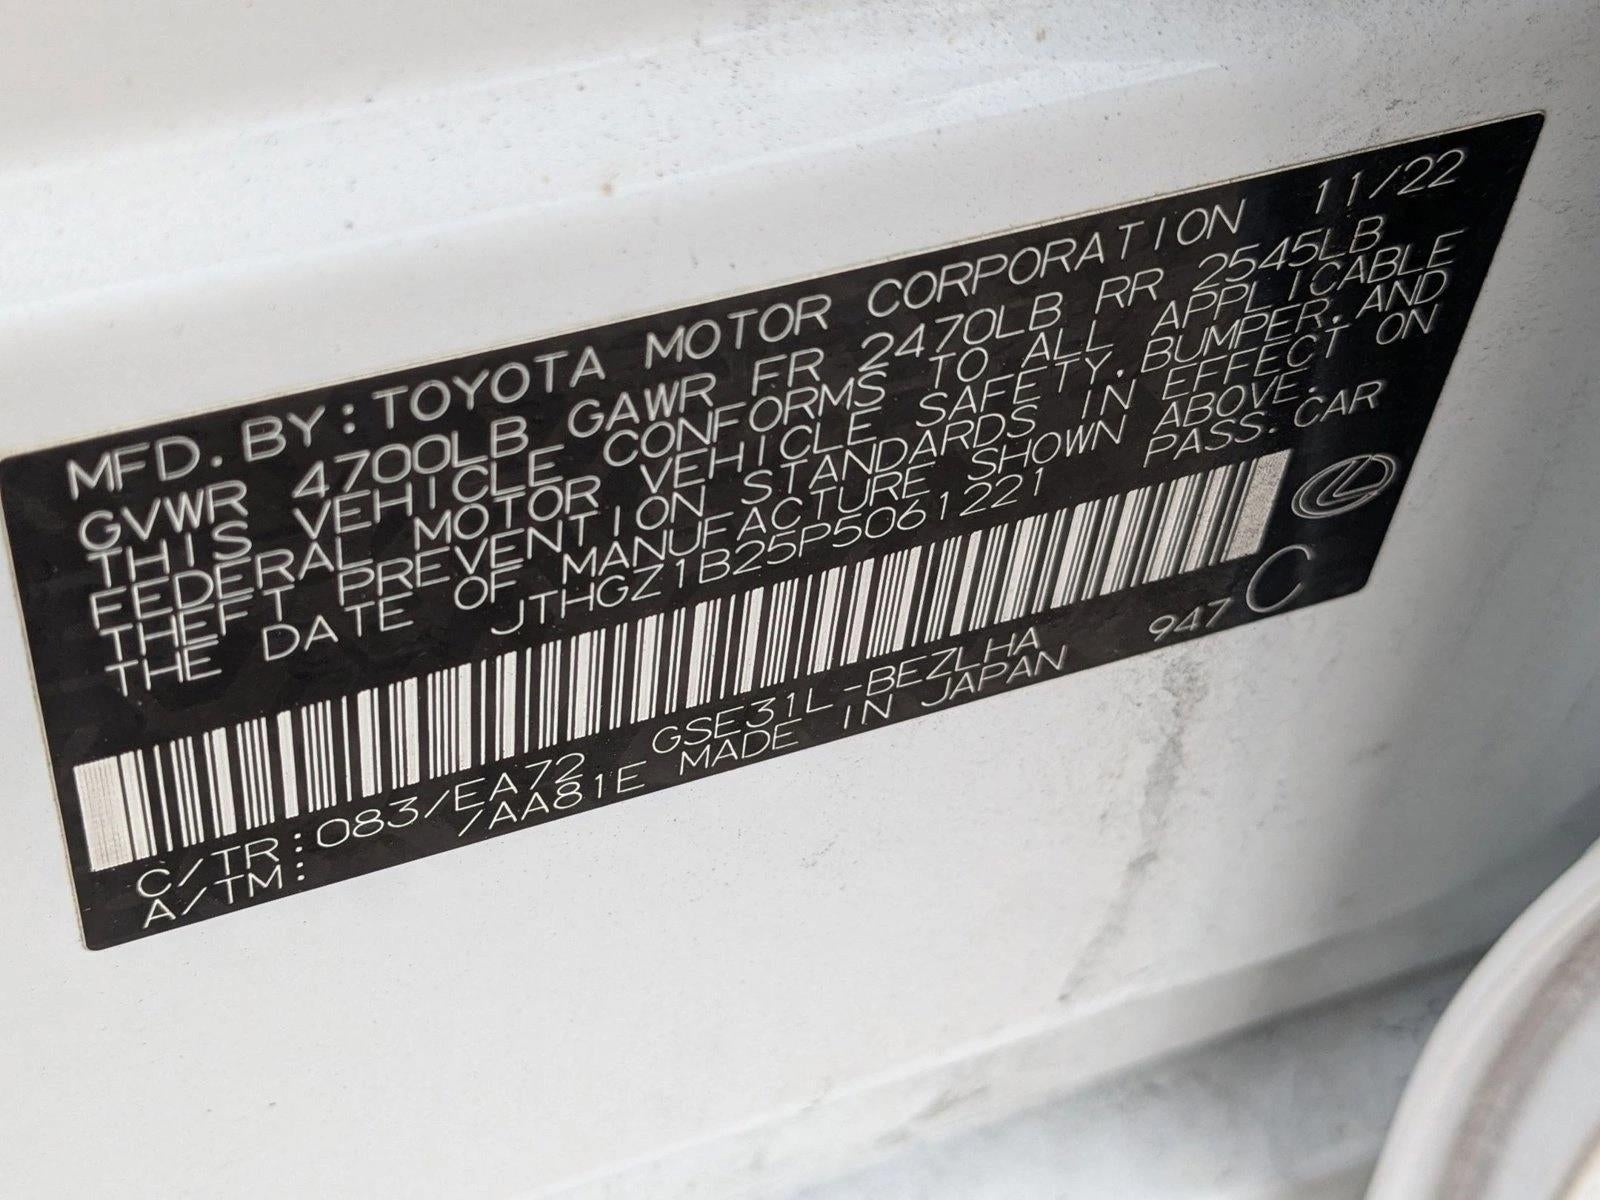 MFD. BY: TOYOTA MOTOR CORPORATION 11/22
GVWR 4700LB GAWR FR 2470LB RR 2545LB
THIS VEHICLE CONFORMS TO ALL APPLICABLE
FEDERAL MOTOR VEHICLE SAFETY, BUMPER, AND
THEFT PREVENTION STANDARDS IN EFFECT ON
THE DATE OF MANUFACTURE SHOWN ABOVE.
JTHGZ1B25P5061221 PASS. CAR
C/TR: 083/EA72 GSE31L-BEZLHA 947 C
A/TM: /AA81E MADE IN JAPAN